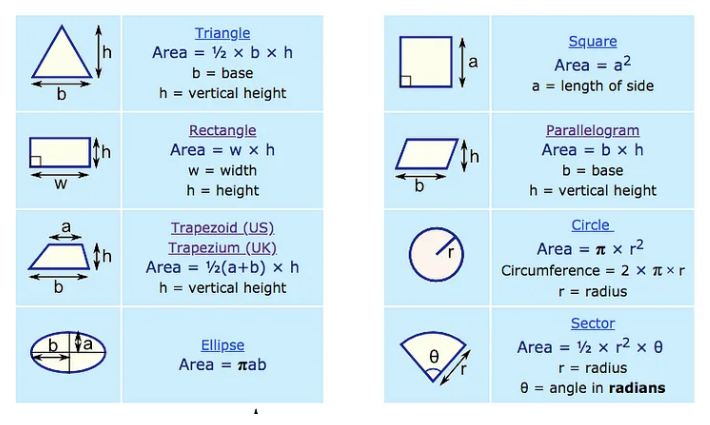 h
b
Triangle
Area = ½ × b × h
b = base
h = vertical height
a
Square
Area = a²
a = length of side
h
w
Rectangle
Area = w × h
w = width
h = height
h
b
Parallelogram
Area = b × h
b = base
h = vertical height
a
h
b
Trapezoid (US)
Trapezium (UK)
Area = ½(a+b) × h
h = vertical height
r
Circle
Area = π × r²
Circumference = 2 × π × r
r = radius
b
a
Ellipse
Area = πab
θ
r
Sector
Area = ½ × r² × θ
r = radius
θ = angle in radians